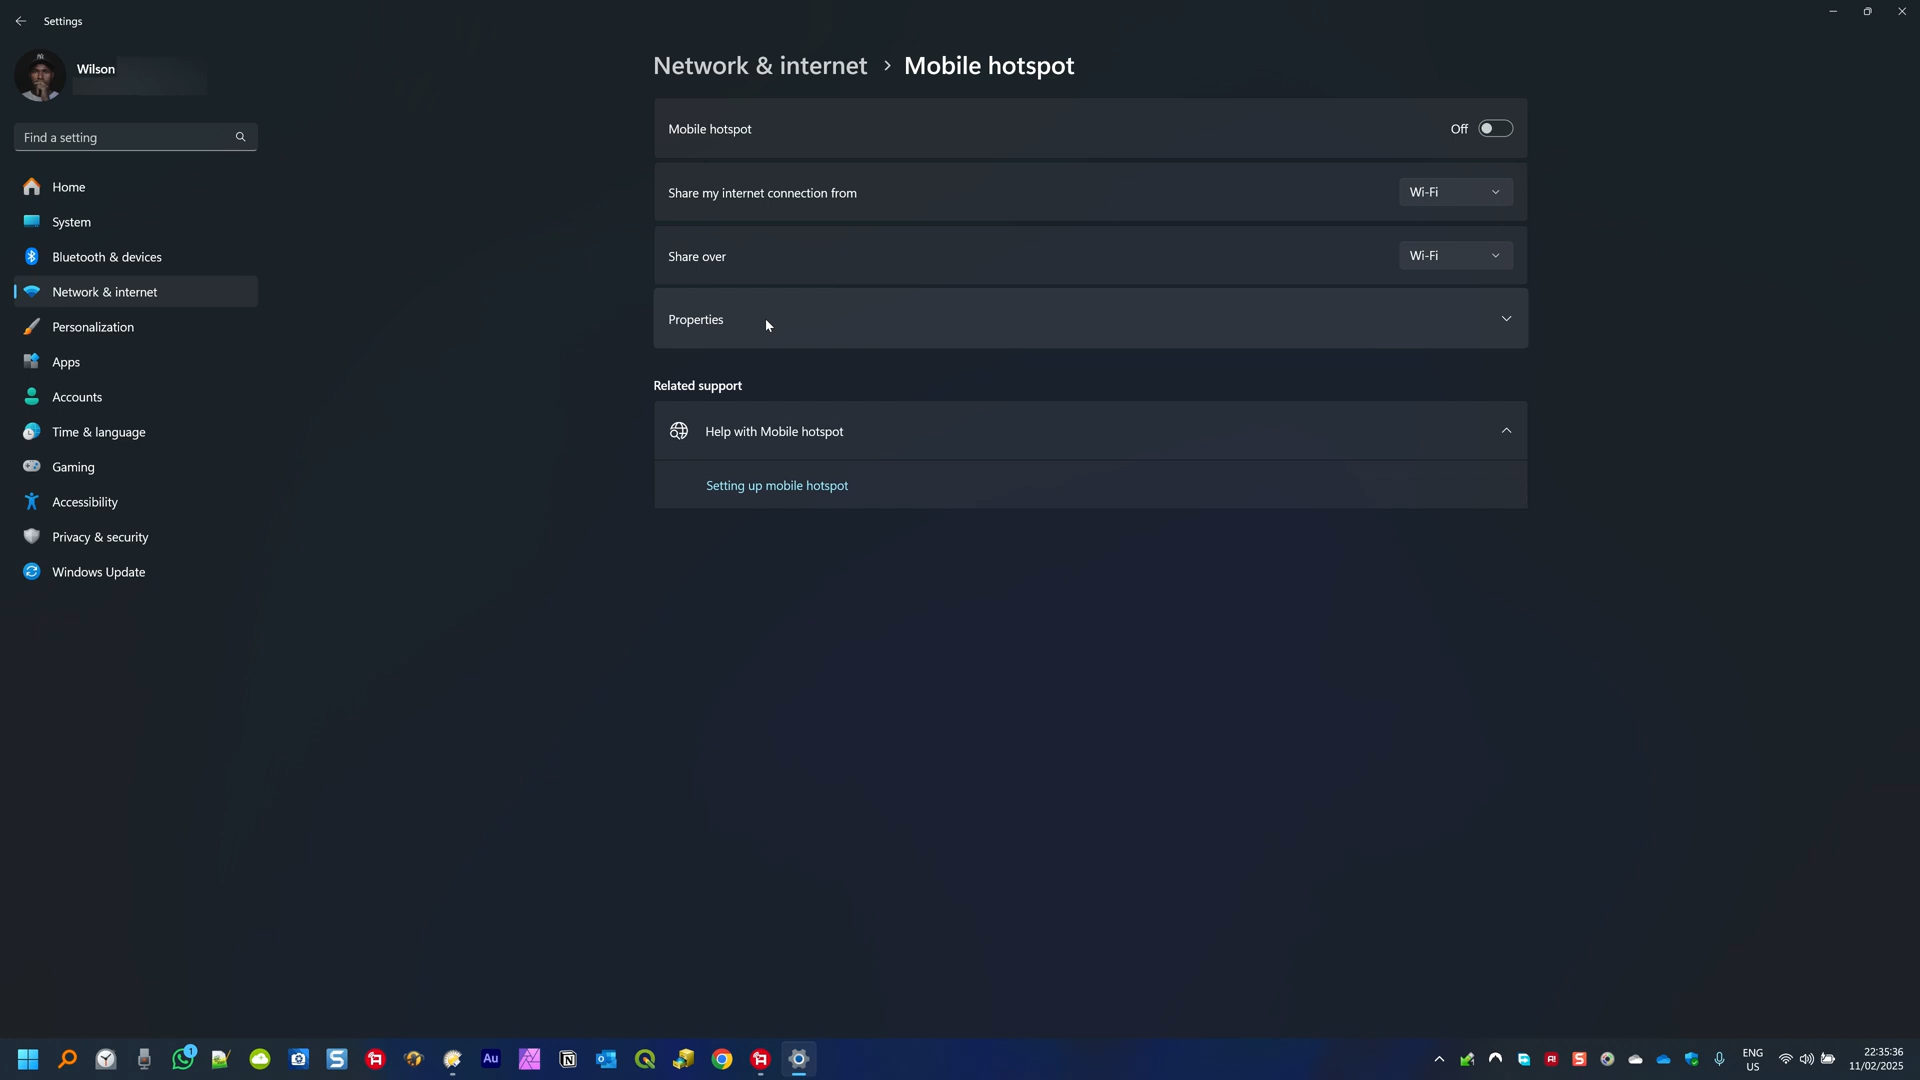 Settings
Wilson
Find a setting
Home
System
Bluetooth & devices
Network & internet
Personalization
Apps
Accounts
Time & language
Gaming
Accessibility
Privacy & security
Windows Update
Network & internet > Mobile hotspot
Mobile hotspot Off
Share my internet connection from Wi-Fi
Share over Wi-Fi
Properties
Related support
Help with Mobile hotspot
Setting up mobile hotspot
1
S
Au
N
S
ENG
US
22:35:36
11/02/2025